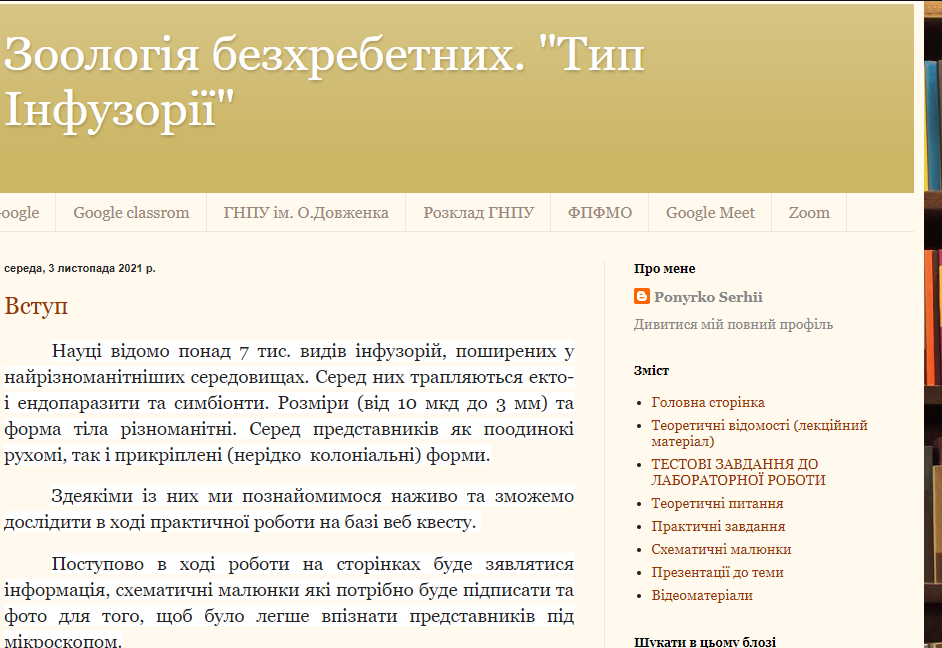 Зоологія безхребетних. "Тип
Інфузорії"
Google classrom
ГНПУ ім. О.Довженка
Розклад ГНПУ
ФПФМО
Google Meet
Zoom
середа, 3 листопада 2021 р.
Вступ
Науці відомо понад 7 тис. видів інфузорій, поширених у
найрізноманітніших середовищах. Серед них трапляються екто-
і ендопаразити та симбіонти. Розміри (від 10 мкд до 3 мм) та
форма тіла різноманітні. Серед представників як поодинокі
рухомі, так і прикріплені (нерідко  колоніальні) форми.
Здеякіми із них ми познайомимося наживо та зможемо
дослідити в ході практичної роботи на базі веб квесту.
Поступово в ході роботи на сторінках буде зявлятися
інформація, схематичні малюнки які потрібно буде підписати та
фото для того, щоб було легше впізнати представників під
мікроскопом.
Про мене
Ponyrko Serhii
Дивитися мій повний профіль
Зміст
Головна сторінка
Теоретичні відомості (лекційний
матеріал)
ТЕСТОВІ ЗАВДАННЯ ДО
ЛАБОРАТОРНОЇ РОБОТИ
Теоретичні питання
Практичні завдання
Схематичні малюнки
Презентації до теми
Відеоматеріали
Шукати в цьому блозі